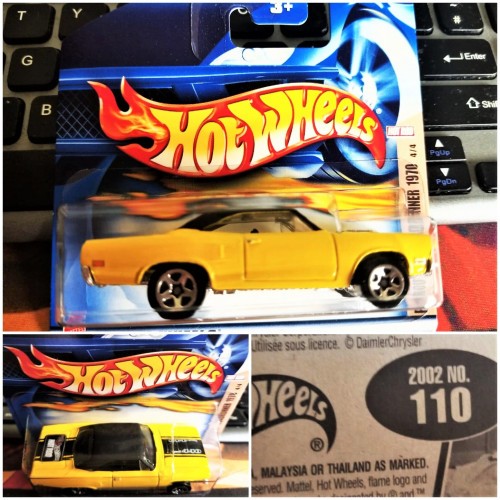 T
Y
G
B
3+
~
#
Enter
Shift
PgUp
PgDn
HOT WHEELS
NER 1970 4/4
HOT WHEELS
Utilisée sous licence. © DaimlerChrysler
HEELS
®
2002 NO.
110
, MALAYSIA OR THAILAND AS MARKED.
served. Mattel, Hot Wheels, flame logo and